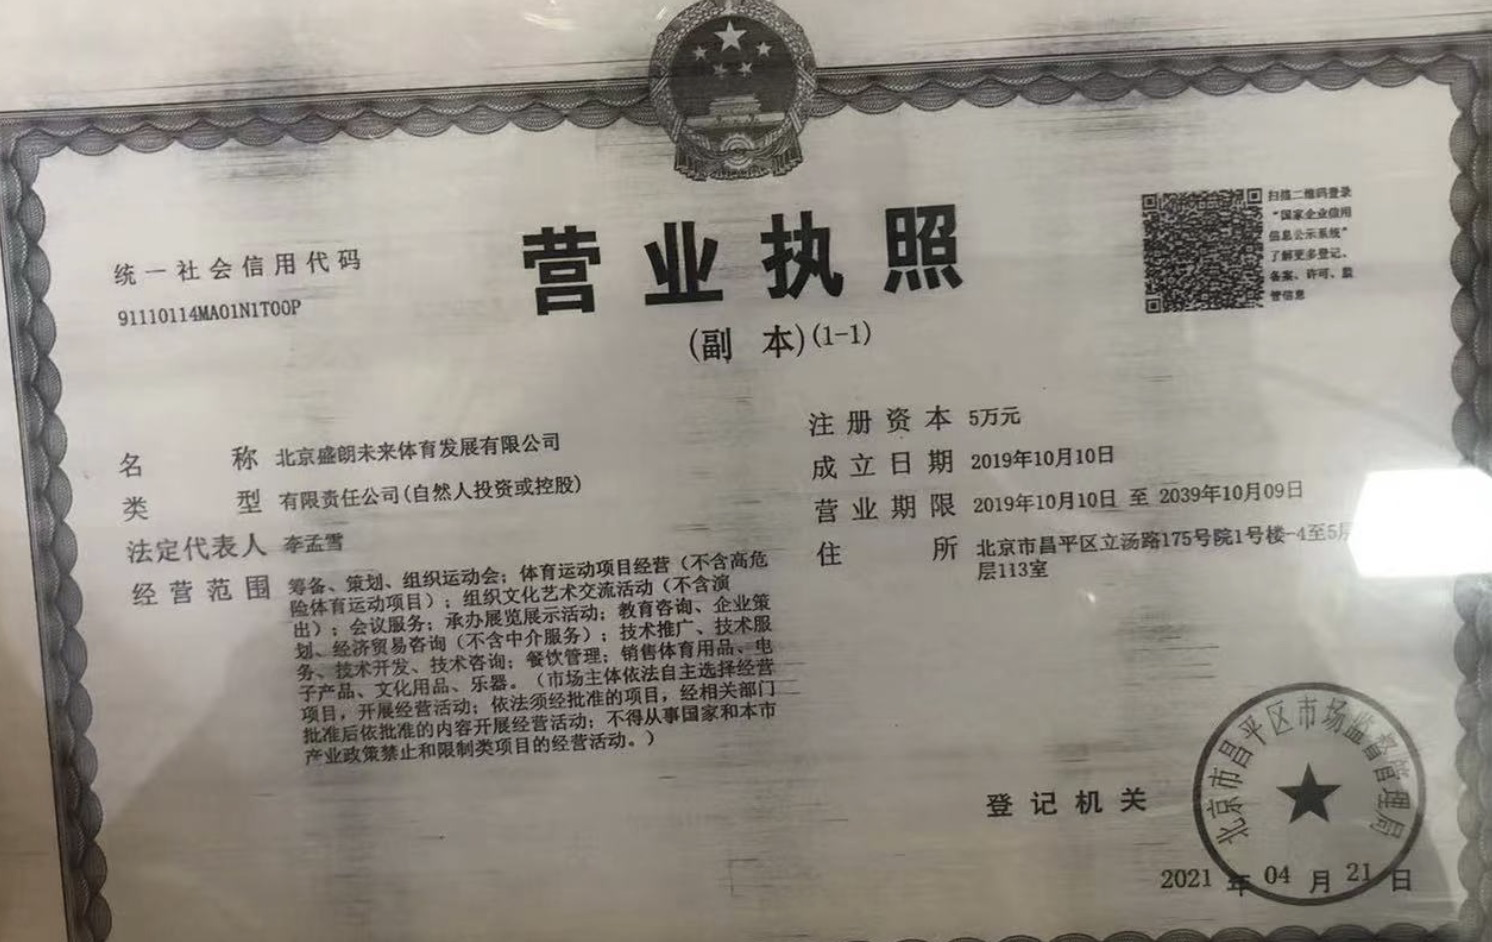 营业执照
(副 本)(1-1)
统一社会信用代码
91110114MA01N1T00P
扫描二维码登录
“国家企业信用
信息公示系统”
了解更多登记、
备案、许可、监
管信息
名 称 北京盛朗未来体育发展有限公司
类 型 有限责任公司(自然人投资或控股)
法定代表人 李孟雪
经营范围 筹备、策划、组织运动会；体育运动项目经营（不含高危
险体育运动项目）；组织文化艺术交流活动（不含演
出）；会议服务；承办展览展示活动；教育咨询、企业策
划、经济贸易咨询（不含中介服务）；技术推广、技术服
务、技术开发、技术咨询；餐饮管理；销售体育用品、电
子产品、文化用品、乐器。（市场主体依法自主选择经营
项目，开展经营活动；依法须经批准的项目，经相关部门
批准后依批准的内容开展经营活动；不得从事国家和本市
产业政策禁止和限制类项目的经营活动。）
注册资本 5万元
成立日期 2019年10月10日
营业期限 2019年10月10日 至 2039年10月09日
住 所 北京市昌平区立汤路175号院1号楼-4至5层
层113室
登记机关
北京市昌平区市场监督管理局
2021 年 04 月 21 日